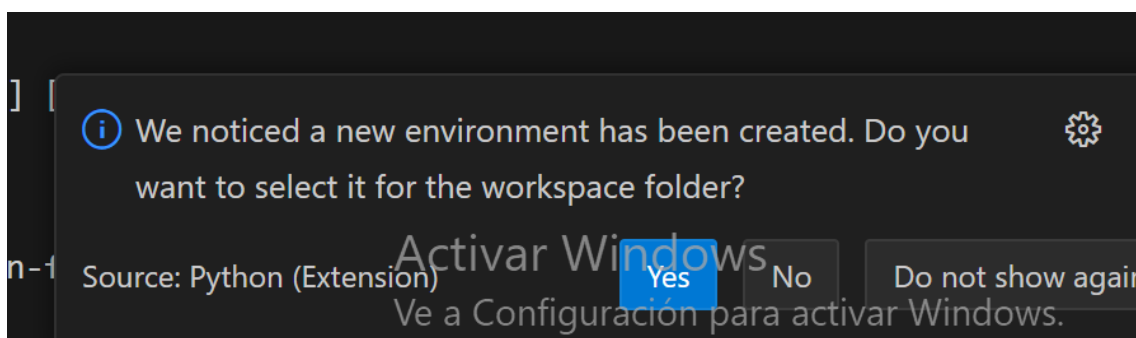 ] [
We noticed a new environment has been created. Do you
want to select it for the workspace folder?
Activar Windows
n-f Source: Python (Extension) Yes No Do not show again
Ve a Configuración para activar Windows.